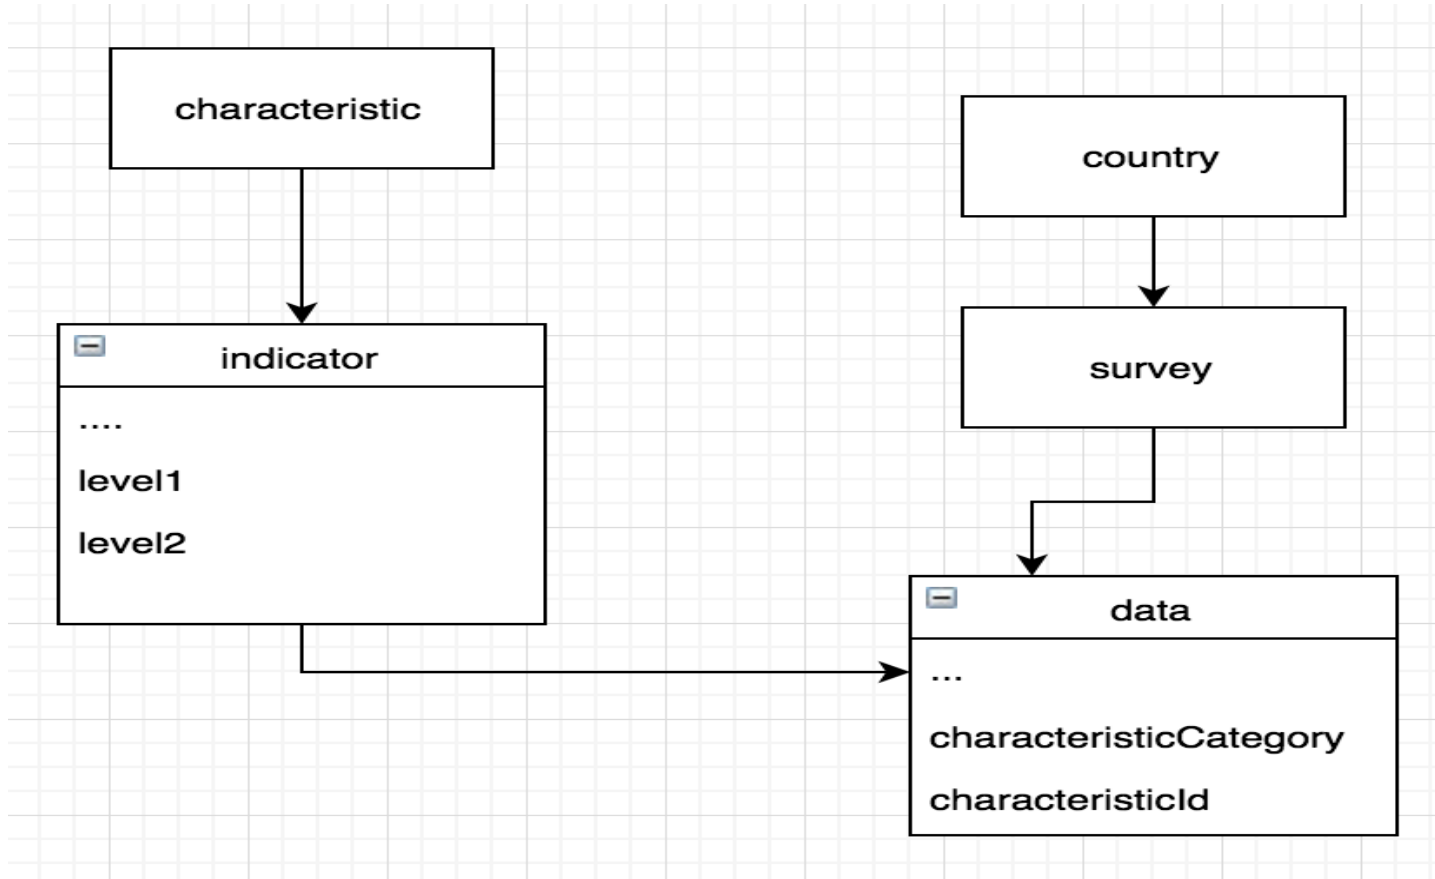 characteristic
country
indicator
....
level1
level2
survey
data
...
characteristicCategory
characteristicId